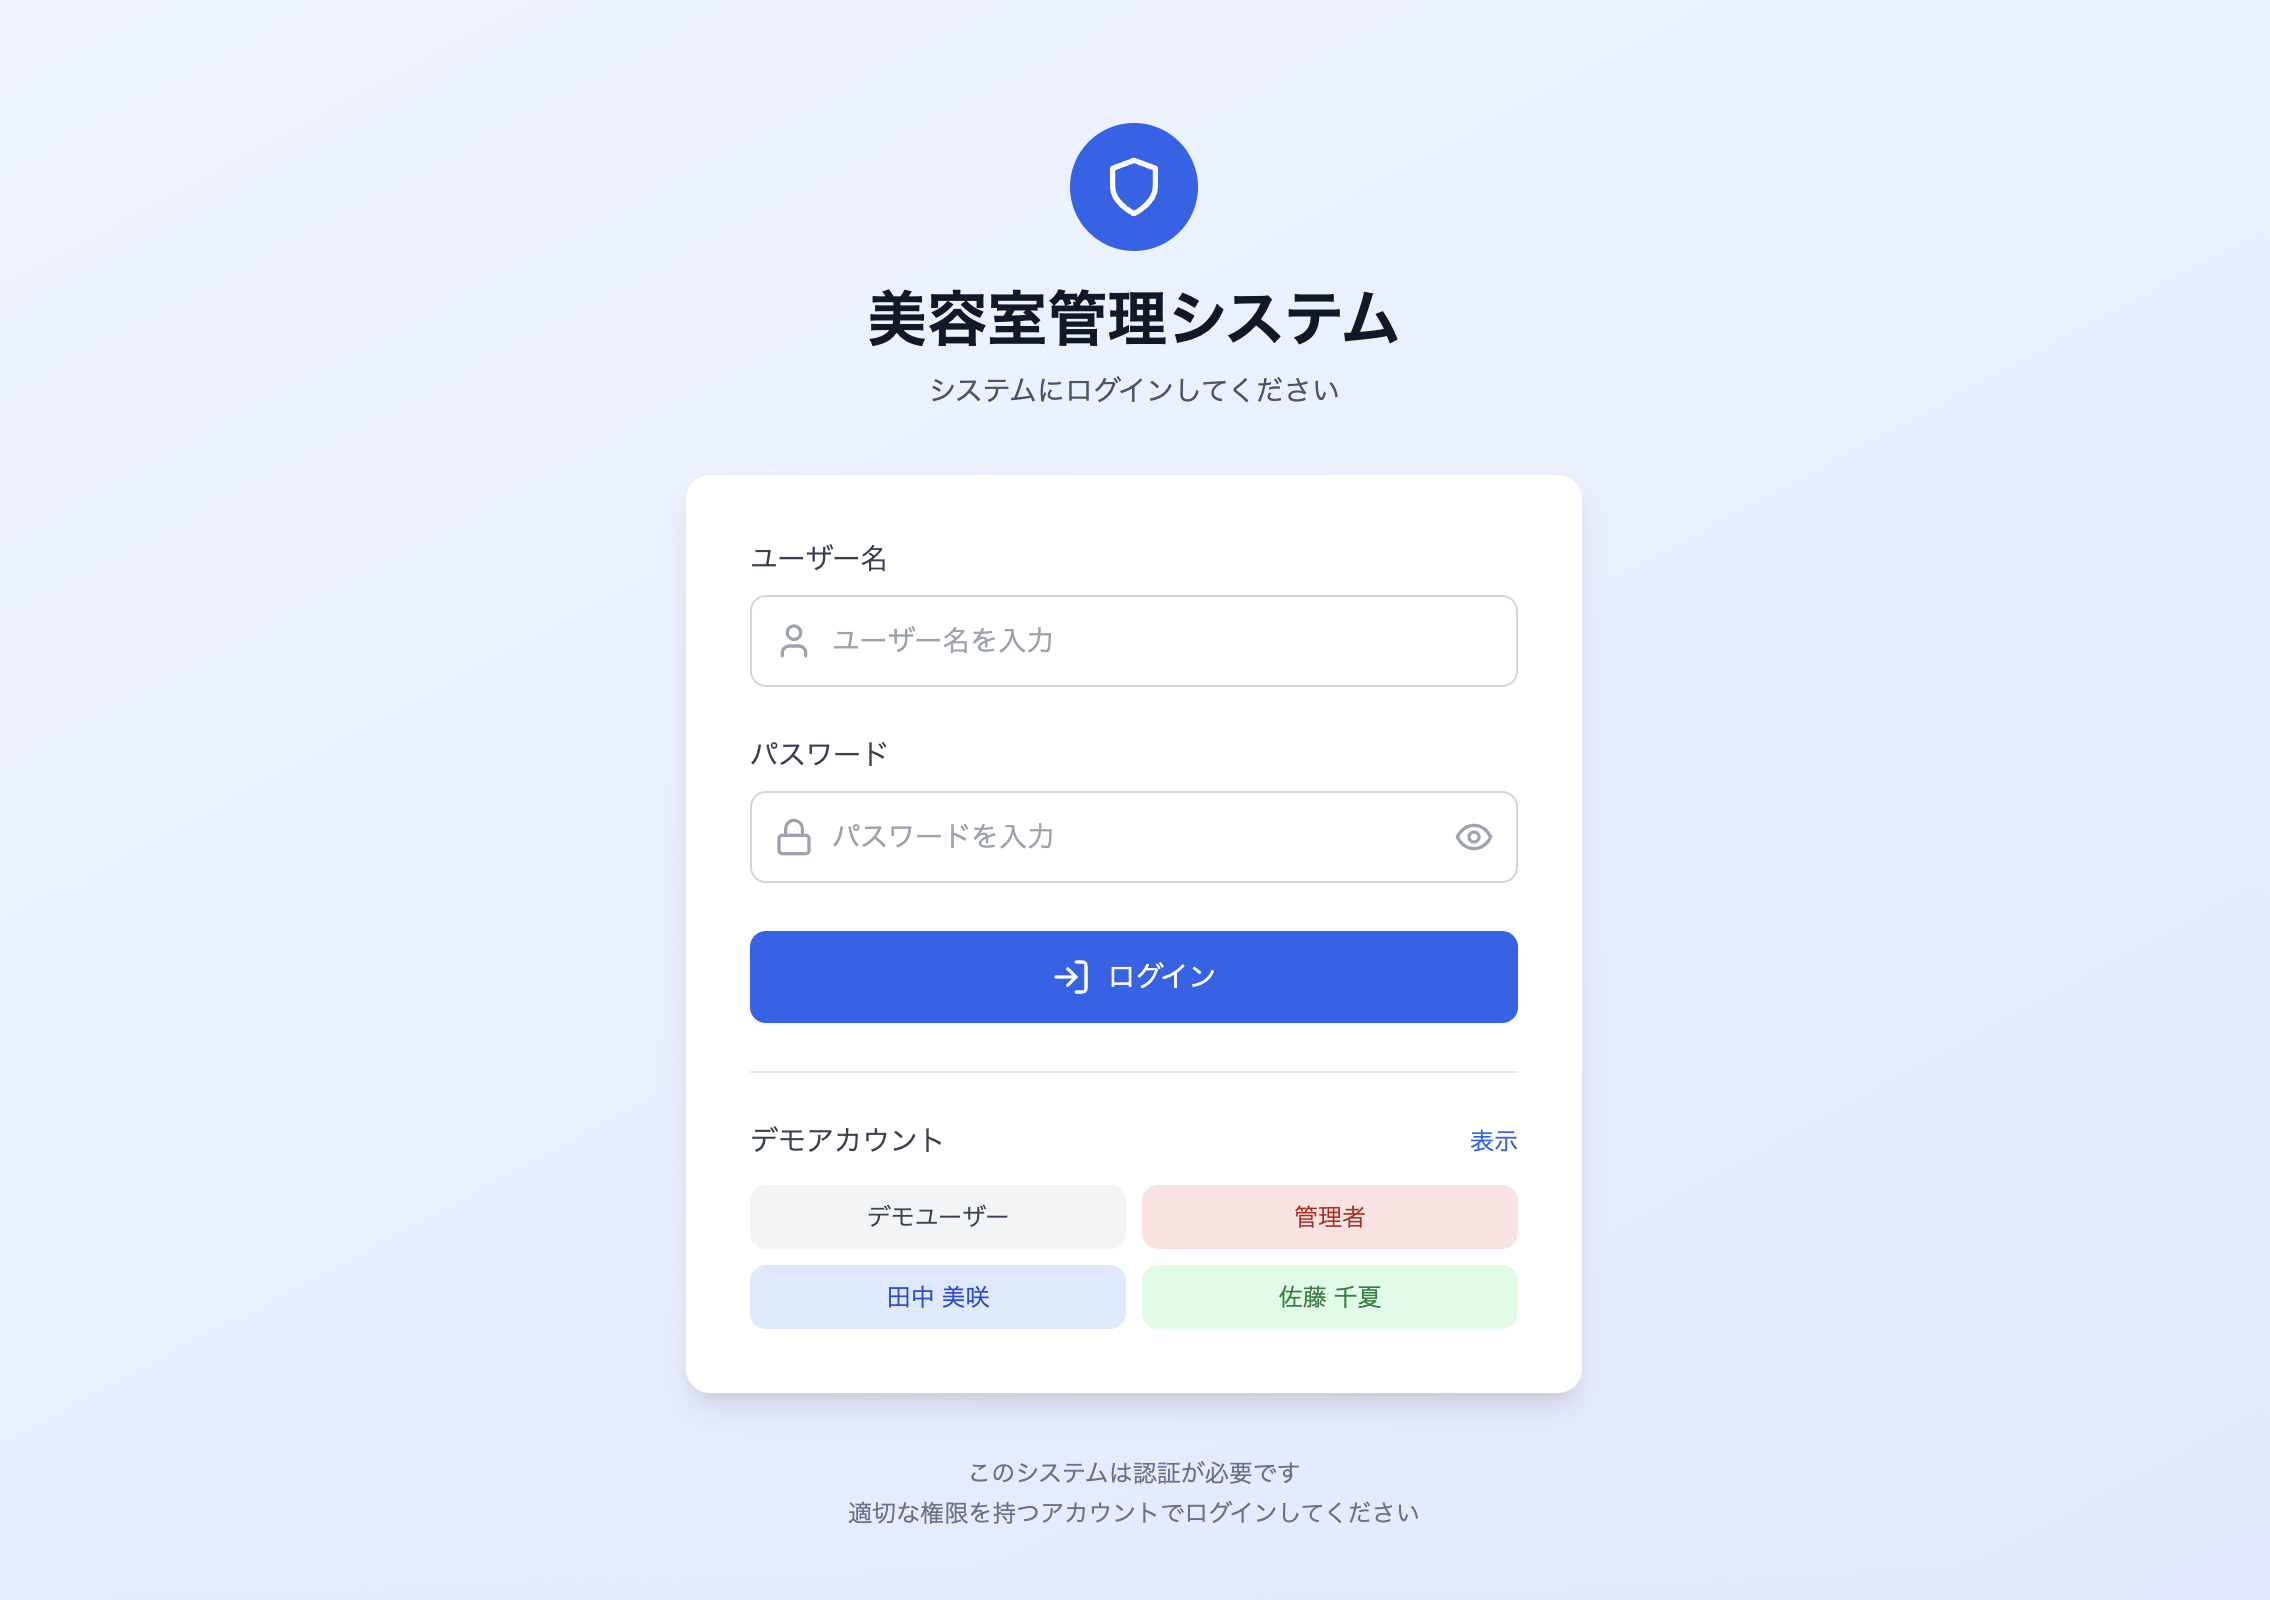 美容室管理システム
システムにログインしてください
ユーザー名
ユーザー名を入力
パスワード
パスワードを入力
ログイン
デモアカウント 表示
デモユーザー 管理者
田中 美咲 佐藤 千夏
このシステムは認証が必要です
適切な権限を持つアカウントでログインしてください